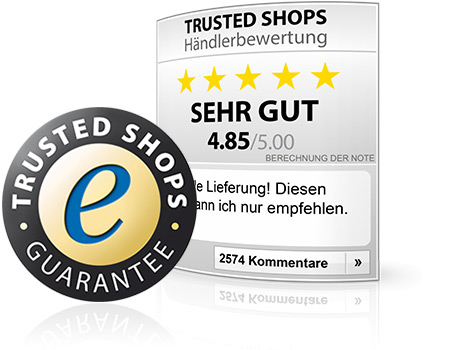 TRUSTED SHOPS
Händlerbewertung
SEHR GUT
4.85/5.00
BERECHNUNG DER NOTE
le Lieferung! Diesen
ann ich nur empfehlen.
2574 Kommentare »
TRUSTED SHOPS
e
GUARANTEE